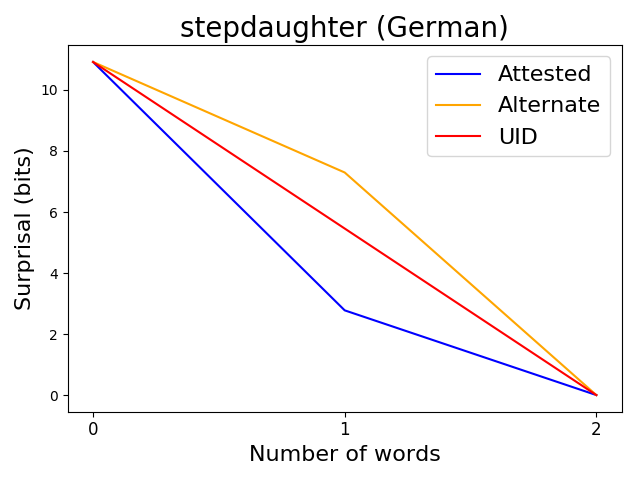 stepdaughter (German)
Attested
Alternate
UID
Surprisal (bits)
10
8
6
4
2
0
0 1 2
Number of words